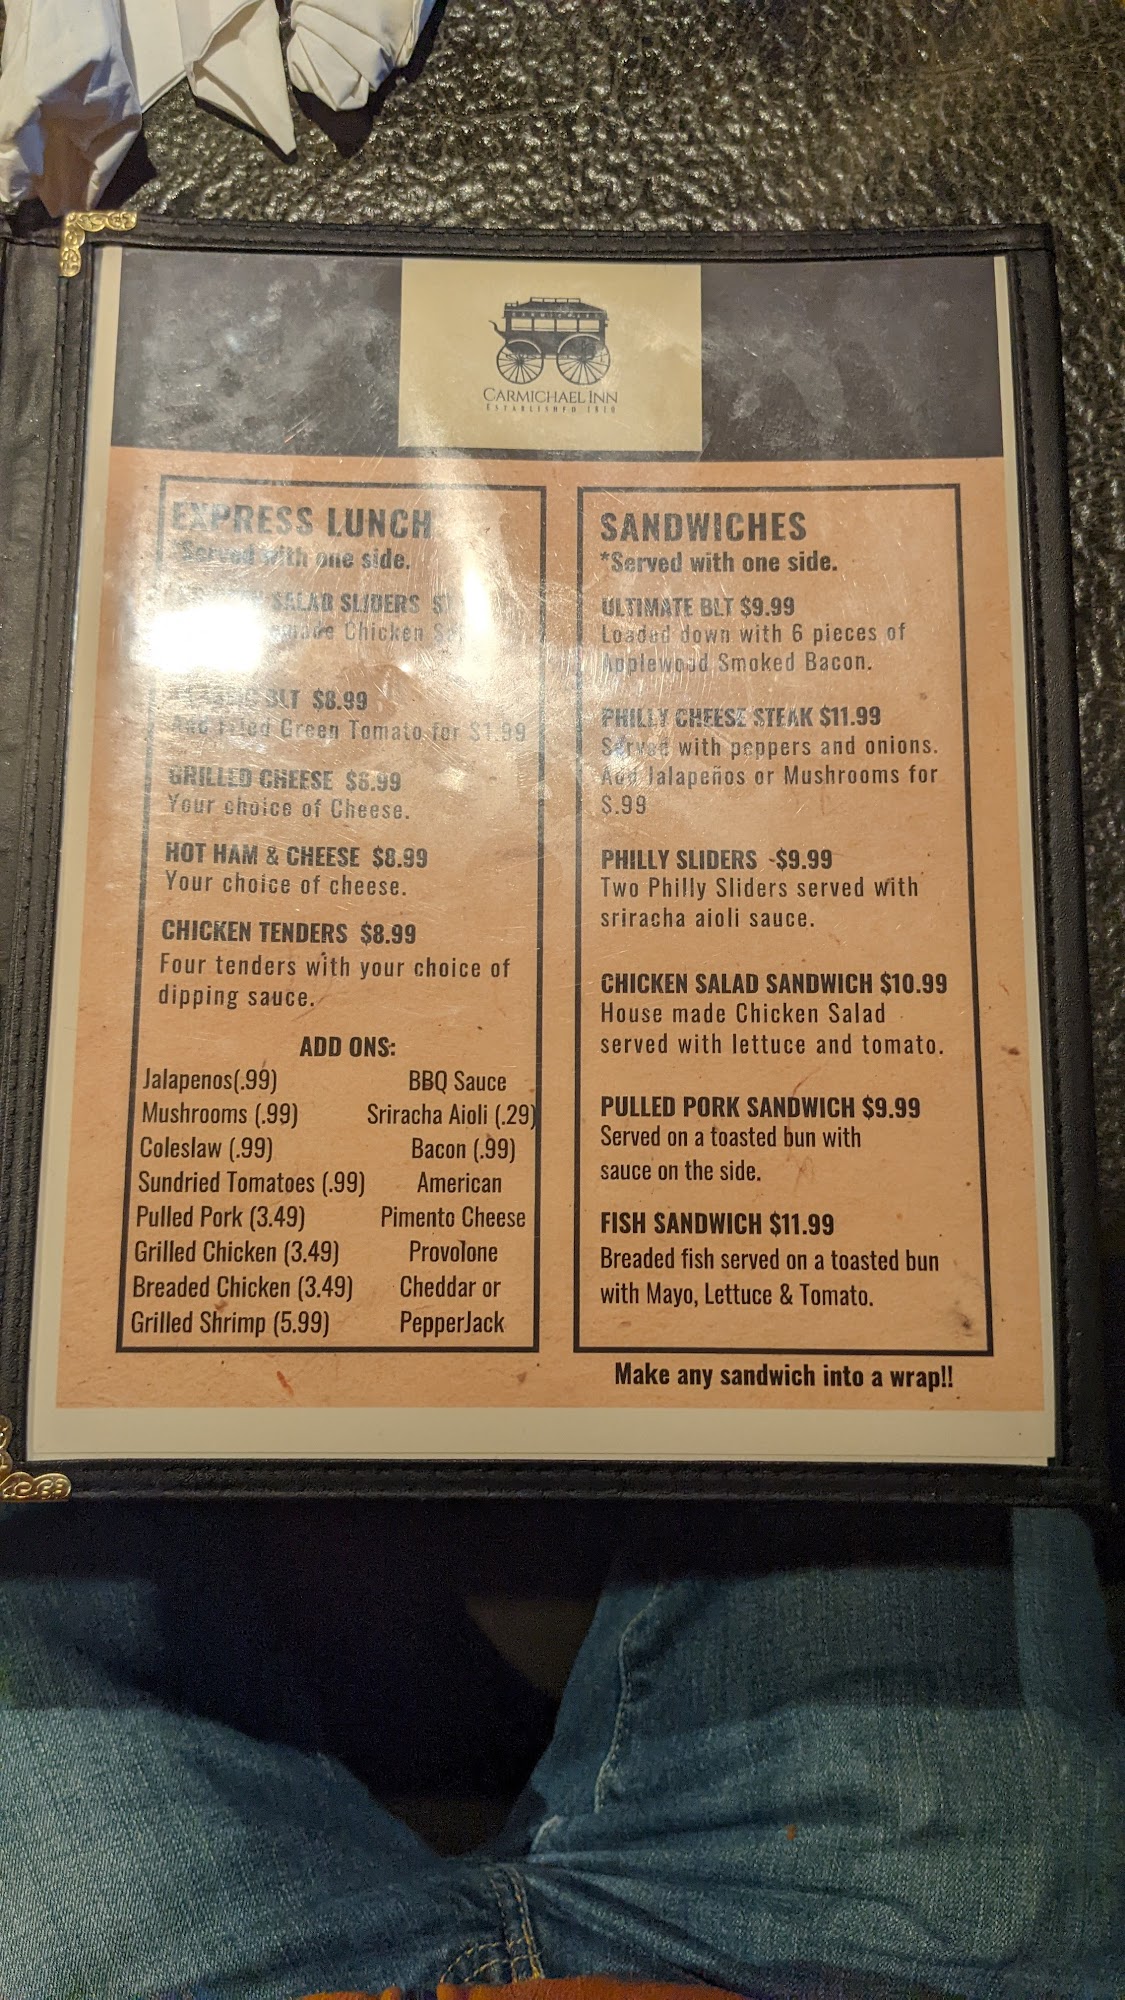 CARMICHAEL INN
ESTABLISHED 1810
EXPRESS LUNCH
*Served with one side.
SALAD SLIDERS
Chicken
BLT $8.99
Add Fried Green Tomato for $1.99
GRILLED CHEESE $6.99
Your choice of Cheese.
HOT HAM & CHEESE $8.99
Your choice of cheese.
CHICKEN TENDERS $8.99
Four tenders with your choice of
dipping sauce.
ADD ONS:
Jalapenos(.99) BBQ Sauce
Mushrooms (.99) Sriracha Aioli (.29)
Coleslaw (.99) Bacon (.99)
Sundried Tomatoes (.99) American
Pulled Pork (3.49) Pimento Cheese
Grilled Chicken (3.49) Provolone
Breaded Chicken (3.49) Cheddar or
Grilled Shrimp (5.99) PepperJack
SANDWICHES
*Served with one side.
ULTIMATE BLT $9.99
Loaded down with 6 pieces of
Applewood Smoked Bacon.
PHILLY CHEESE STEAK $11.99
Served with peppers and onions.
Add Jalapeños or Mushrooms for
$.99
PHILLY SLIDERS -$9.99
Two Philly Sliders served with
sriracha aioli sauce.
CHICKEN SALAD SANDWICH $10.99
House made Chicken Salad
served with lettuce and tomato.
PULLED PORK SANDWICH $9.99
Served on a toasted bun with
sauce on the side.
FISH SANDWICH $11.99
Breaded fish served on a toasted bun
with Mayo, Lettuce & Tomato.
Make any sandwich into a wrap!!